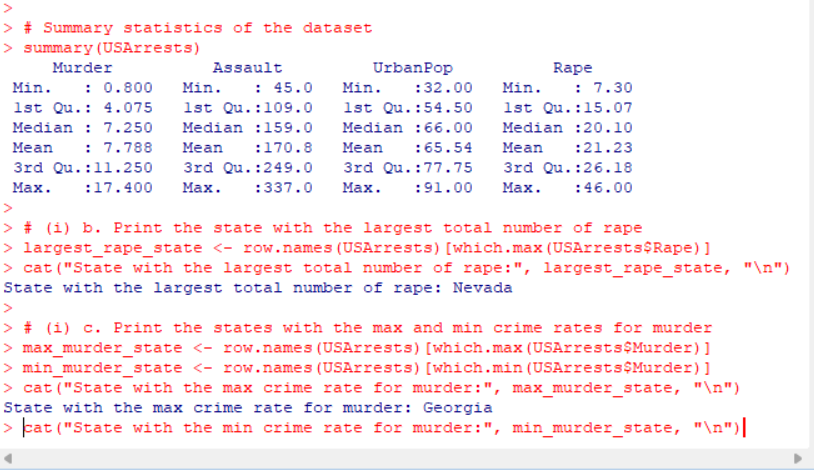 >
> # Summary statistics of the dataset
> summary(USArrests)
     Murder          Assault         UrbanPop          Rape
 Min.   : 0.800   Min.   : 45.0   Min.   :32.00   Min.   : 7.30
 1st Qu.: 4.075   1st Qu.:109.0   1st Qu.:54.50   1st Qu.:15.07
 Median : 7.250   Median :159.0   Median :66.00   Median :20.10
 Mean   : 7.788   Mean   :170.8   Mean   :65.54   Mean   :21.23
 3rd Qu.:11.250   3rd Qu.:249.0   3rd Qu.:77.75   3rd Qu.:26.18
 Max.   :17.400   Max.   :337.0   Max.   :91.00   Max.   :46.00
>
> # (i) b. Print the state with the largest total number of rape
> largest_rape_state <- row.names(USArrests)[which.max(USArrests$Rape)]
> cat("State with the largest total number of rape:", largest_rape_state, "\n")
State with the largest total number of rape: Nevada
>
> # (i) c. Print the states with the max and min crime rates for murder
> max_murder_state <- row.names(USArrests)[which.max(USArrests$Murder)]
> min_murder_state <- row.names(USArrests)[which.min(USArrests$Murder)]
> cat("State with the max crime rate for murder:", max_murder_state, "\n")
State with the max crime rate for murder: Georgia
> cat("State with the min crime rate for murder:", min_murder_state, "\n")